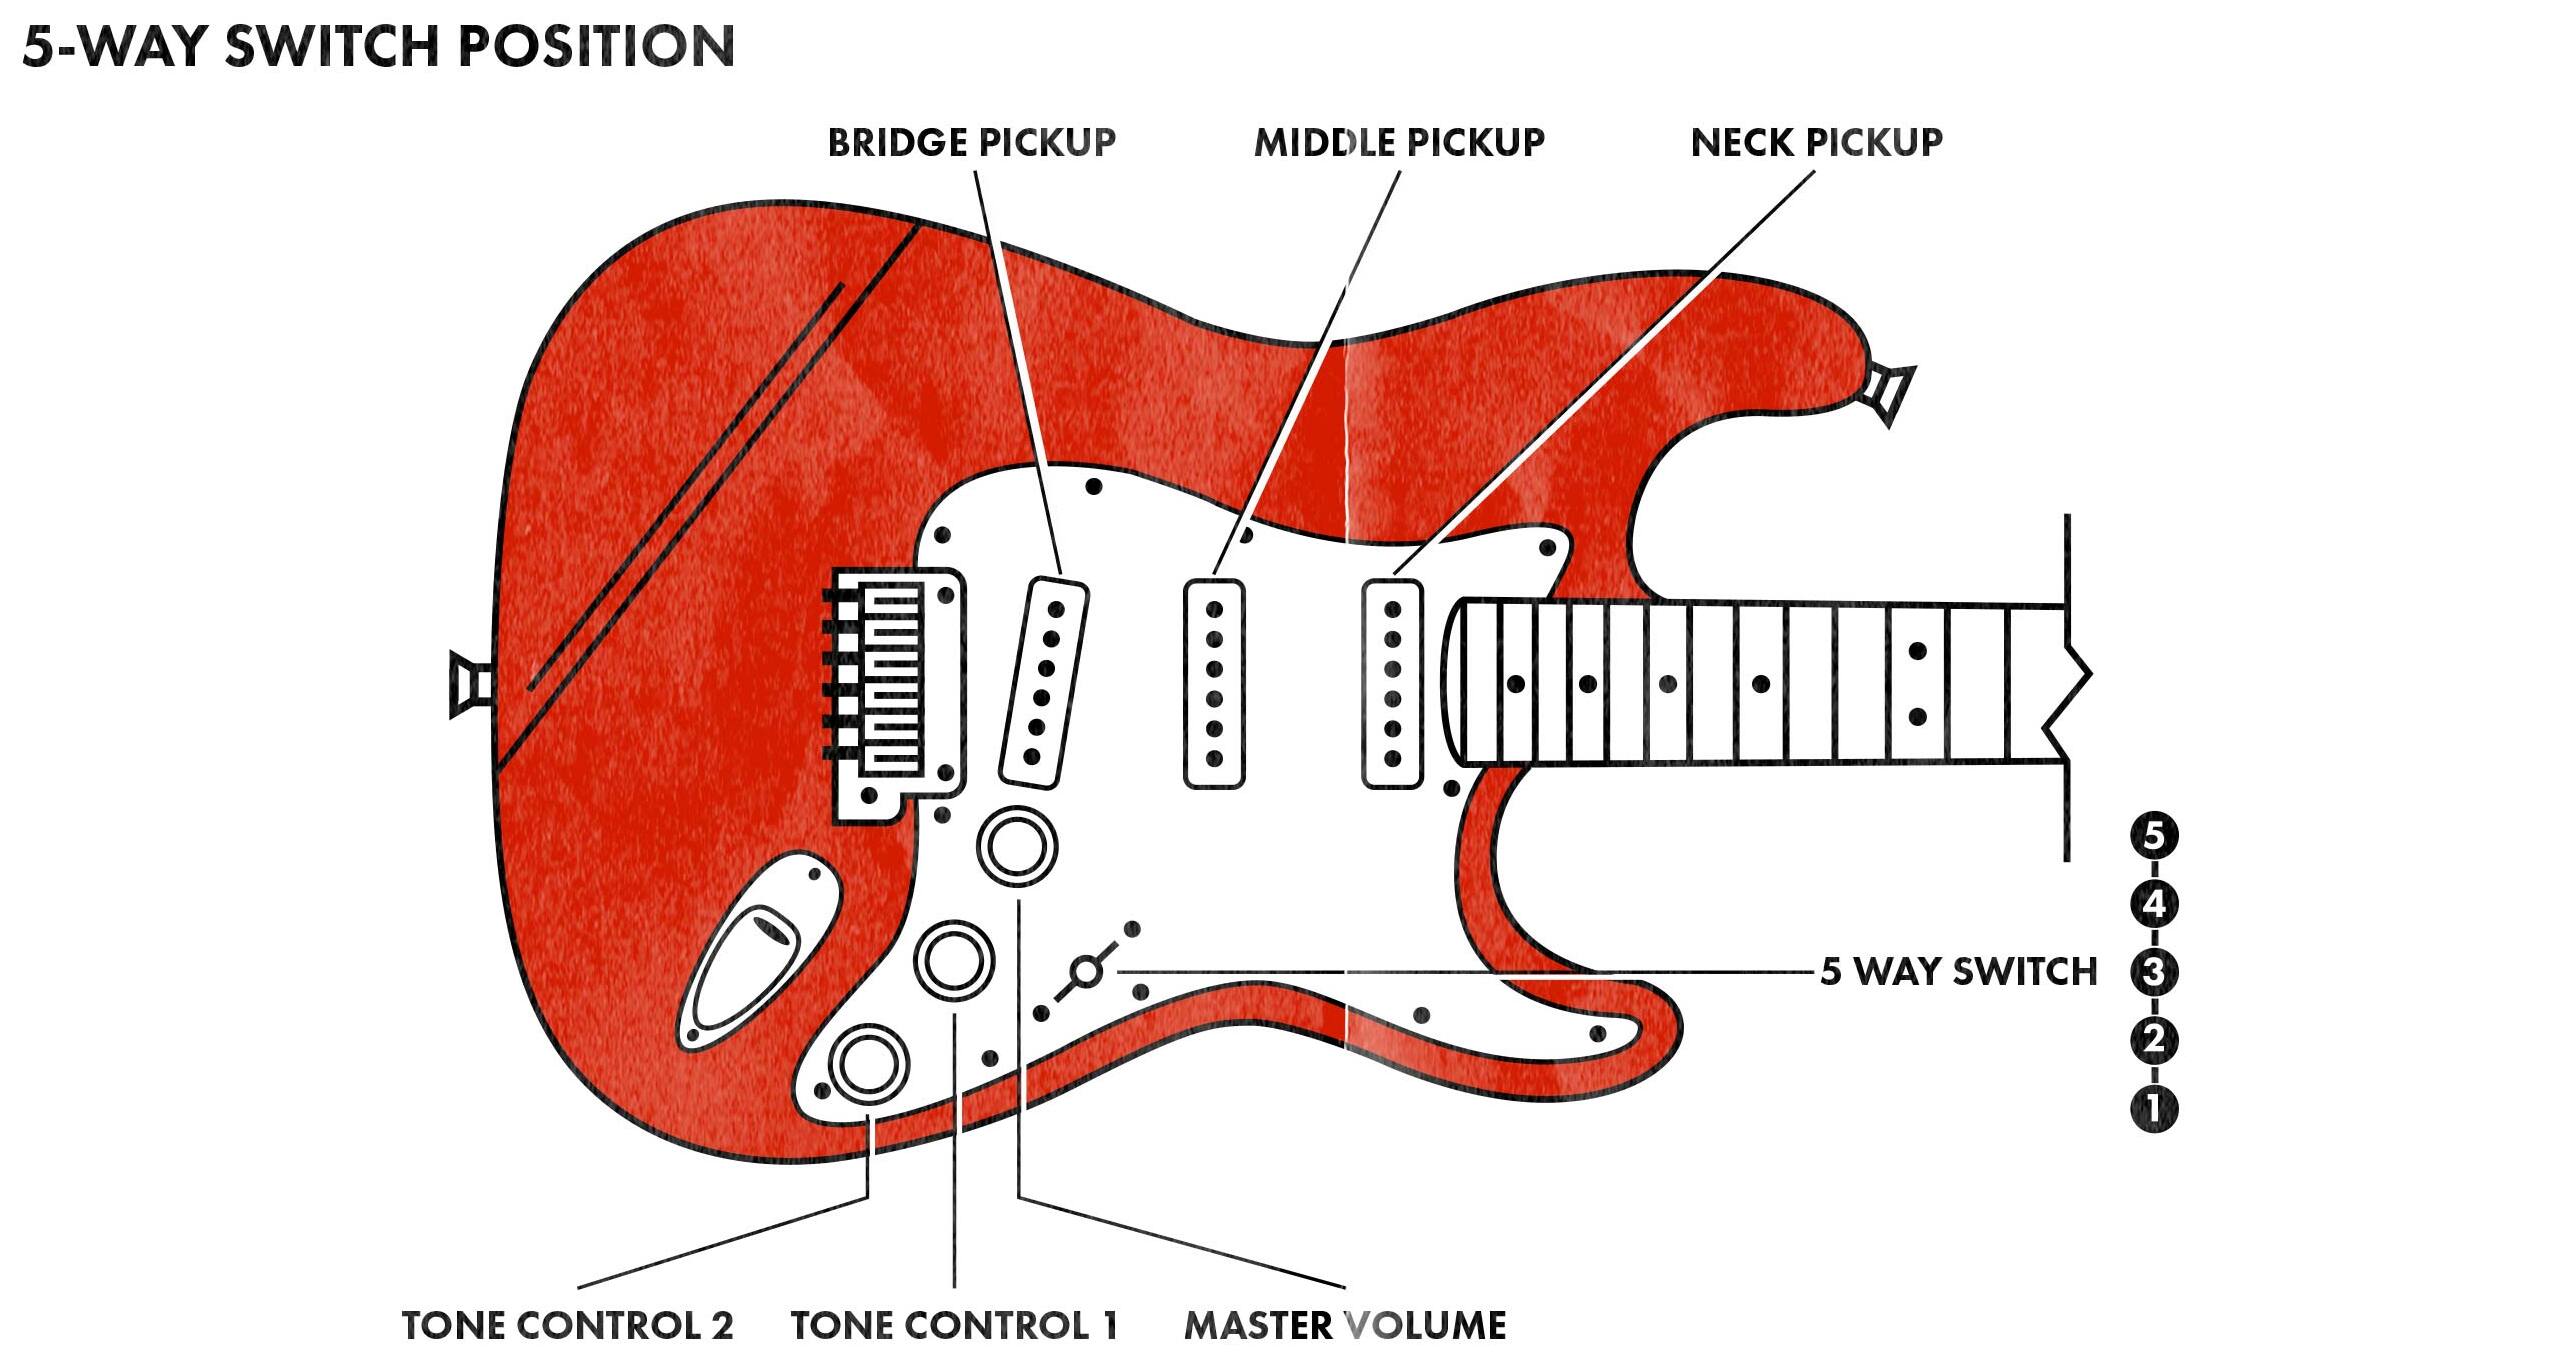 5-WAY SWITCH POSITION
BRIDGE PICKUP
MIDDLE PICKUP
NECK PICKUP
5
4
5 WAY SWITCH
3
2
1
TONE CONTROL 2
TONE CONTROL 1
MASTER VOLUME